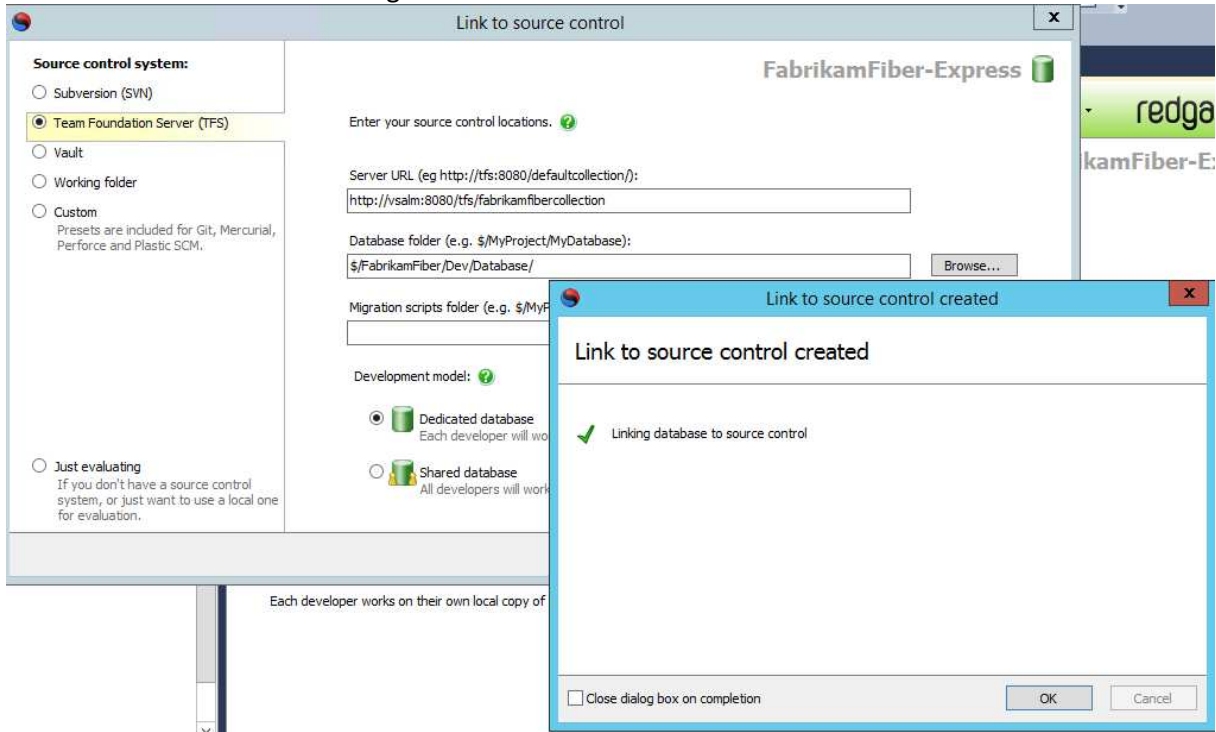 Link to source control
x
Source control system:
Subversion (SVN)
Team Foundation Server (TFS)
Vault
Working folder
Custom
Presets are included for Git, Mercurial,
Perforce and Plastic SCM.
Just evaluating
If you don't have a source control
system, or just want to use a local one
for evaluation.
FabrikamFiber-Express
Enter your source control locations.
Server URL (eg http://tfs:8080/defaultcollection/):
http://vsalm:8080/tfs/fabrikamfibercollection
Database folder (e.g. $/MyProject/MyDatabase):
$/FabrikamFiber/Dev/Database/
Browse...
Migration scripts folder (e.g. $/MyP
Development model:
Dedicated database
Each developer will wo
Shared database
All developers will work
redga
kamFiber-E
Each developer works on their own local copy of
Link to source control created
x
Link to source control created
Linking database to source control
Close dialog box on completion
OK
Cancel